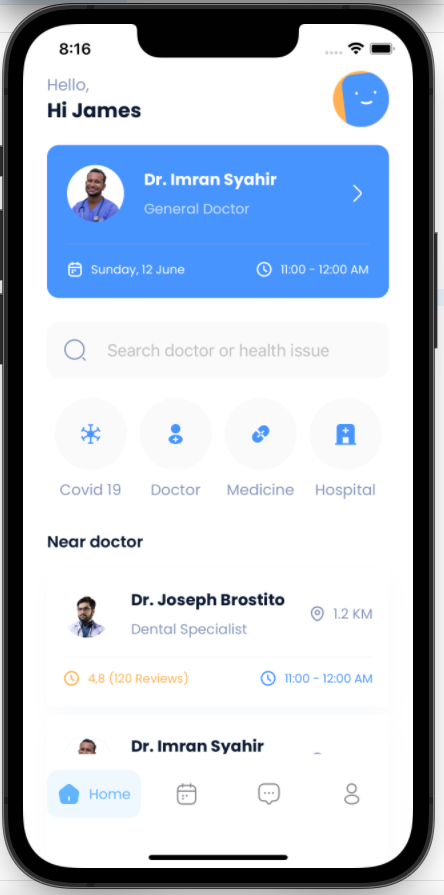 8:16
Hello,
Hi James
Dr. Imran Syahir
General Doctor
Sunday, 12 June
11:00 - 12:00 AM
Search doctor or health issue
Covid 19
Doctor
Medicine
Hospital
Near doctor
Dr. Joseph Brostito
Dental Specialist
1.2 KM
4,8 (120 Reviews)
11:00 - 12:00 AM
Dr. Imran Syahir
Home